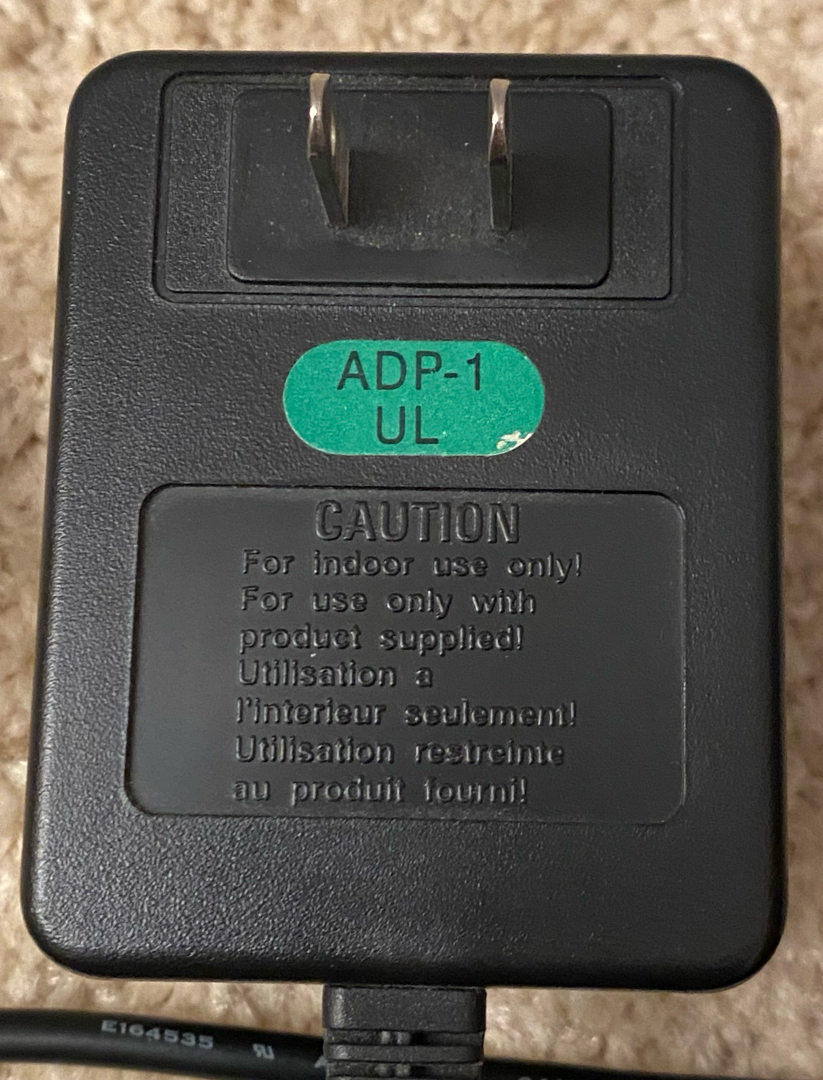 ADP-1
UL
CAUTION
For indoor use only!
For use only with
product supplied!
Utilisation a
l'interieur seulement!
Utilisation restreinte
au produit fourni!
E164535